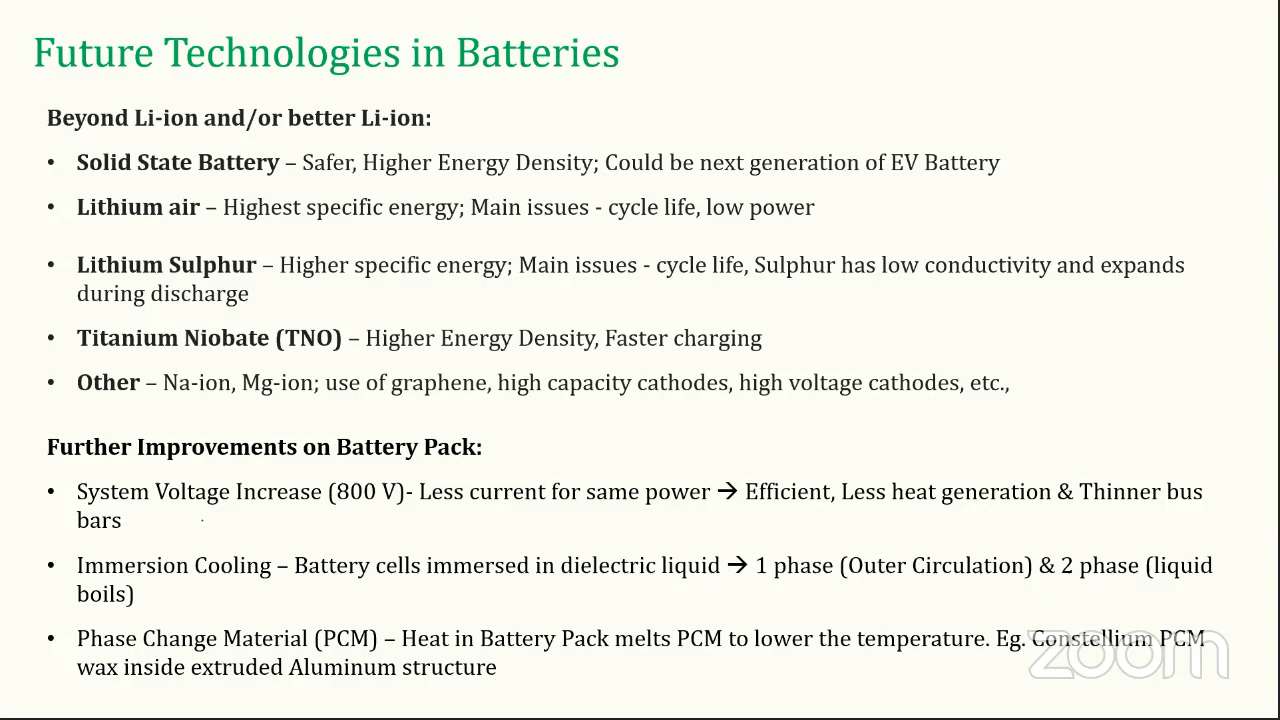 Future Technologies in Batteries
Beyond Li-ion and/or better Li-ion:
• Solid State Battery – Safer, Higher Energy Density; Could be next generation of EV Battery
• Lithium air – Highest specific energy; Main issues - cycle life, low power
• Lithium Sulphur – Higher specific energy; Main issues - cycle life, Sulphur has low conductivity and expands
during discharge
• Titanium Niobate (TNO) – Higher Energy Density, Faster charging
• Other – Na-ion, Mg-ion; use of graphene, high capacity cathodes, high voltage cathodes, etc.,
Further Improvements on Battery Pack:
• System Voltage Increase (800 V)- Less current for same power → Efficient, Less heat generation & Thinner bus
bars
• Immersion Cooling – Battery cells immersed in dielectric liquid → 1 phase (Outer Circulation) & 2 phase (liquid
boils)
• Phase Change Material (PCM) – Heat in Battery Pack melts PCM to lower the temperature. Eg. Constellium PCM
wax inside extruded Aluminum structure
zoom